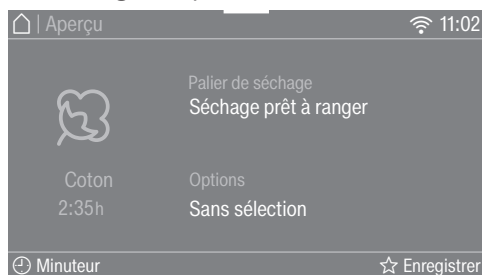 | Aperçu
11:02
Palier de séchage
Séchage prêt à ranger
Coton
2:35h
Options
Sans sélection
Minuteur
Enregistrer